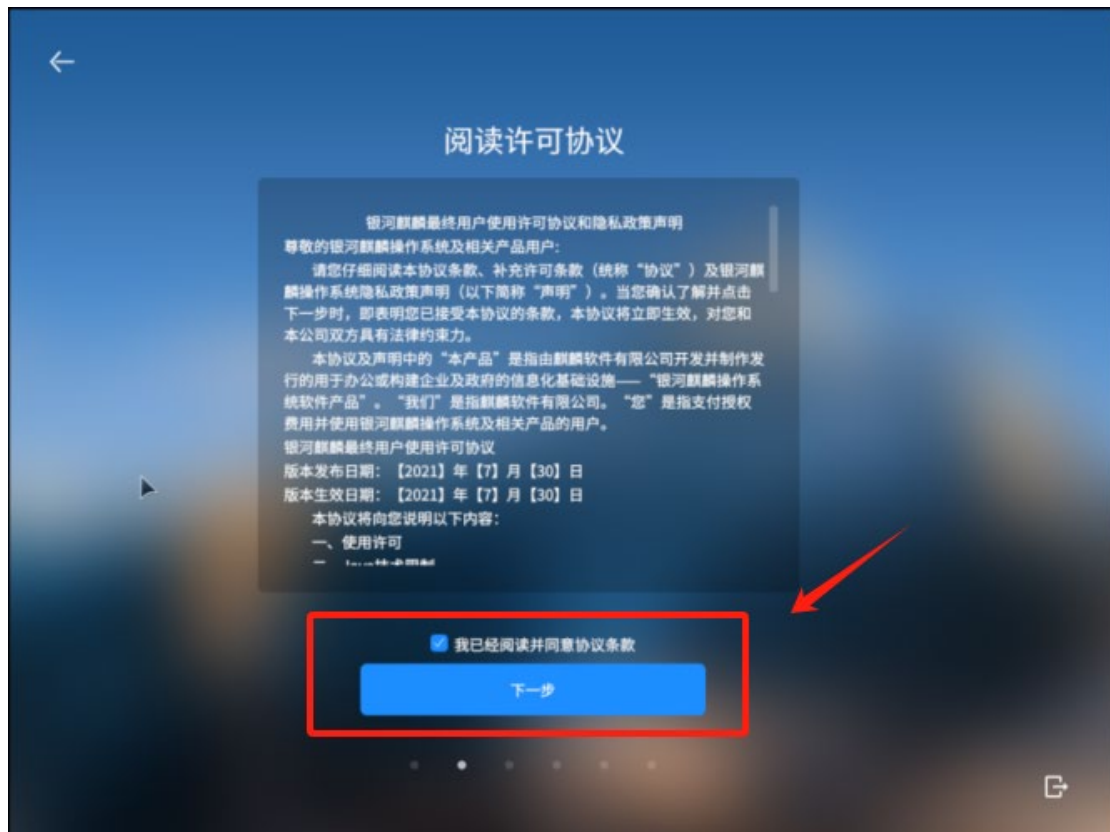 阅读许可协议
银河麒麟最终用户使用许可协议和隐私政策声明
尊敬的银河麒麟操作系统及相关产品用户：
请您仔细阅读本协议条款、补充许可条款（统称“协议”）及银河麒
麟操作系统隐私政策声明（以下简称“声明”）。当您确认了解并点击
下一步时，即表明您已接受本协议的条款，本协议将立即生效，对您和
本公司双方具有法律约束力。
本协议及声明中的“本产品”是指由麒麟软件有限公司开发并制作发
行的用于办公或构建企业及政府的信息化基础设施——“银河麒麟操作系
统软件产品”。“我们”是指麒麟软件有限公司。“您”是指支付授权
费用并使用银河麒麟操作系统及相关产品的用户。
银河麒麟最终用户使用许可协议
版本发布日期：【2021】年【7】月【30】日
版本生效日期：【2021】年【7】月【30】日
本协议将向您说明以下内容：
一、使用许可
二、Java技术限制
我已经阅读并同意协议条款
下一步